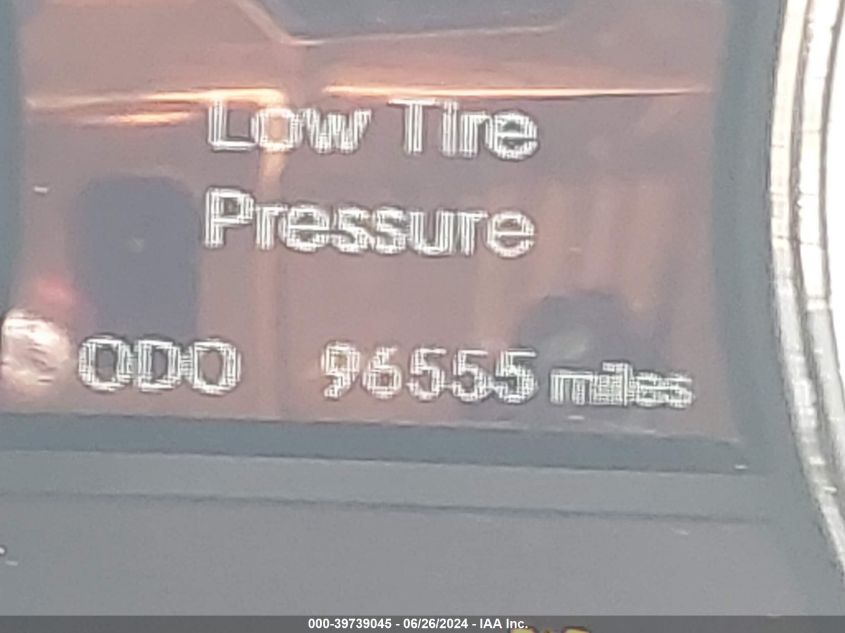 Low Tire
Pressure
ODO 96555 miles
000-39739045 - 06/26/2024 - IAA Inc.